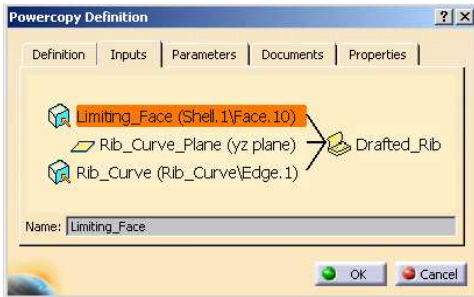 Powercopy Definition
Definition Inputs Parameters Documents Properties
Limiting_Face (Shell.1\Face.10)
Rib_Curve_Plane (yz plane) Drafted_Rib
Rib_Curve (Rib_Curve\Edge.1)
Name: Limiting_Face
OK Cancel